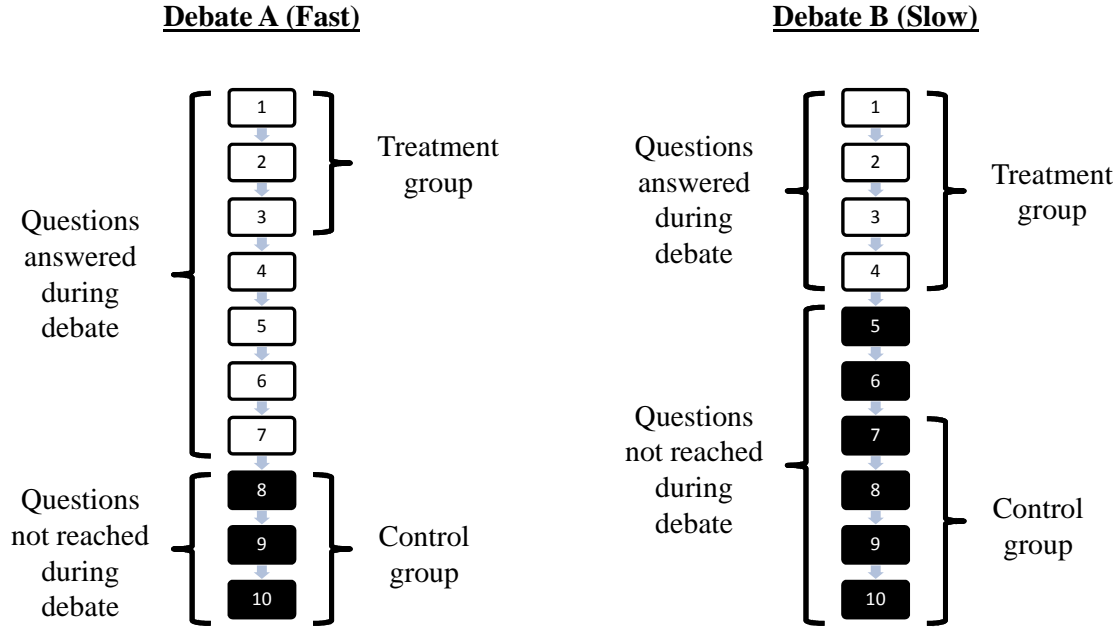 Debate A (Fast)
1
2
3
4
5
6
7
8
9
10
Questions
answered
during
debate
Treatment
group
Questions
not reached
during
debate
Control
group
Debate B (Slow)
1
2
3
4
5
6
7
8
9
10
Questions
answered
during
debate
Treatment
group
Questions
not reached
during
debate
Control
group